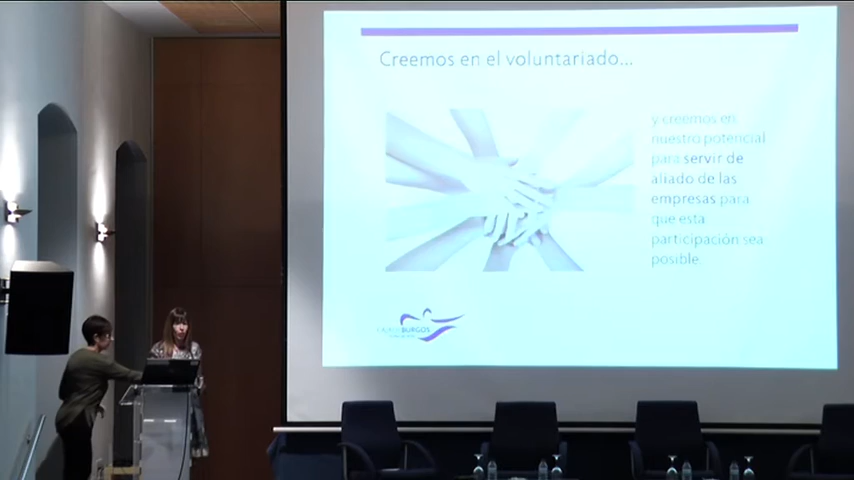 Creemos en el voluntariado...
y creemos en
nuestro potencial
para servir de
aliado de las
empresas para
que esta
participación sea
posible.
BURGOS